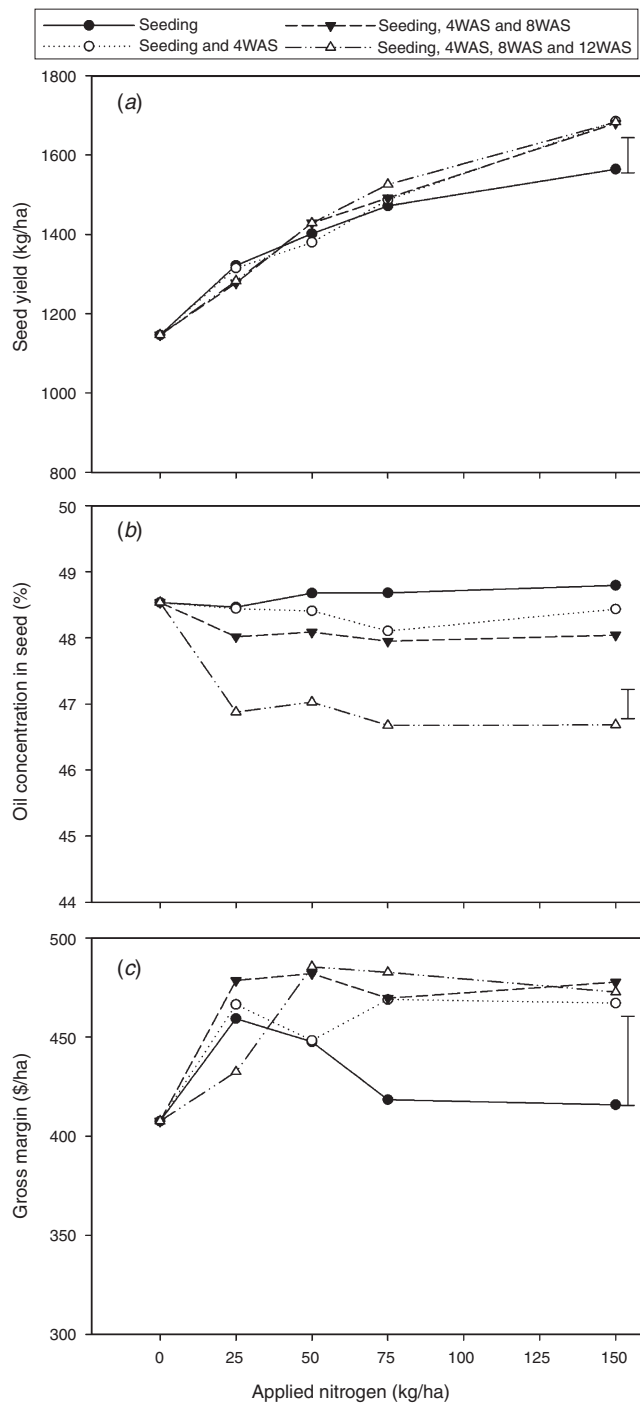 Seeding
Seeding, 4WAS and 8WAS
Seeding and 4WAS
Seeding, 4WAS, 8WAS and 12WAS
(a)
1800
1600
1400
1200
1000
800
Seed yield (kg/ha)
(b)
50
49
48
47
46
45
44
Oil concentration in seed (%)
(c)
500
450
400
350
300
Gross margin ($/ha)
0 25 50 75 100 125 150
Applied nitrogen (kg/ha)